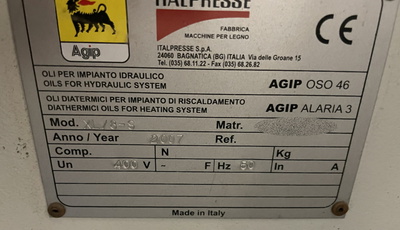 ITALPRESSE
Agip
FABBRICA
MACCHINE PER LEGNO
ITALPRESSE S.p.A.
24060 BAGNATICA (BG) ITALIA Via delle Groane 15
Tel. (035) 68.11.22 - Fax (035) 68.26.82
OLI PER IMPIANTO IDRAULICO
OILS FOR HYDRAULIC SYSTEM
AGIP OSO 46
OLI DIATERMICI PER IMPIANTO DI RISCALDAMENTO
DIATHERMIC OILS FOR HEATING SYSTEM
AGIP ALARIA 3
Mod. Matr.
Anno / Year Ref.
Comp. N Kg
Un 400 V – F Hz 50 In A
Made in Italy
CE